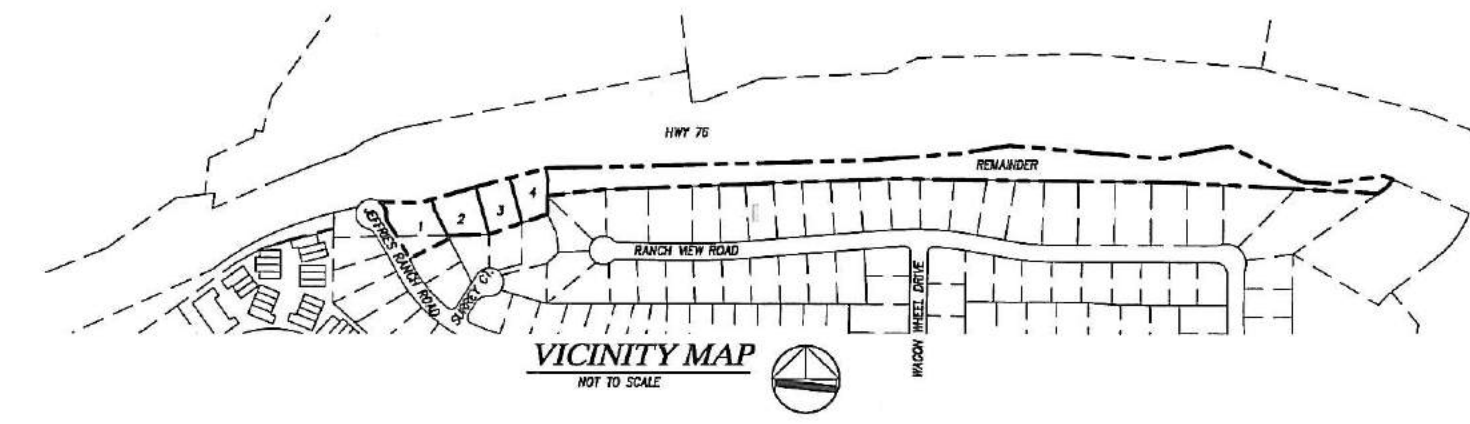 HWY 76
REMAINDER
1
2
3
4
JEFFRIES RANCH ROAD
SURREY CT.
RANCH VIEW ROAD
WAGON WHEEL DRIVE
VICINITY MAP
NOT TO SCALE